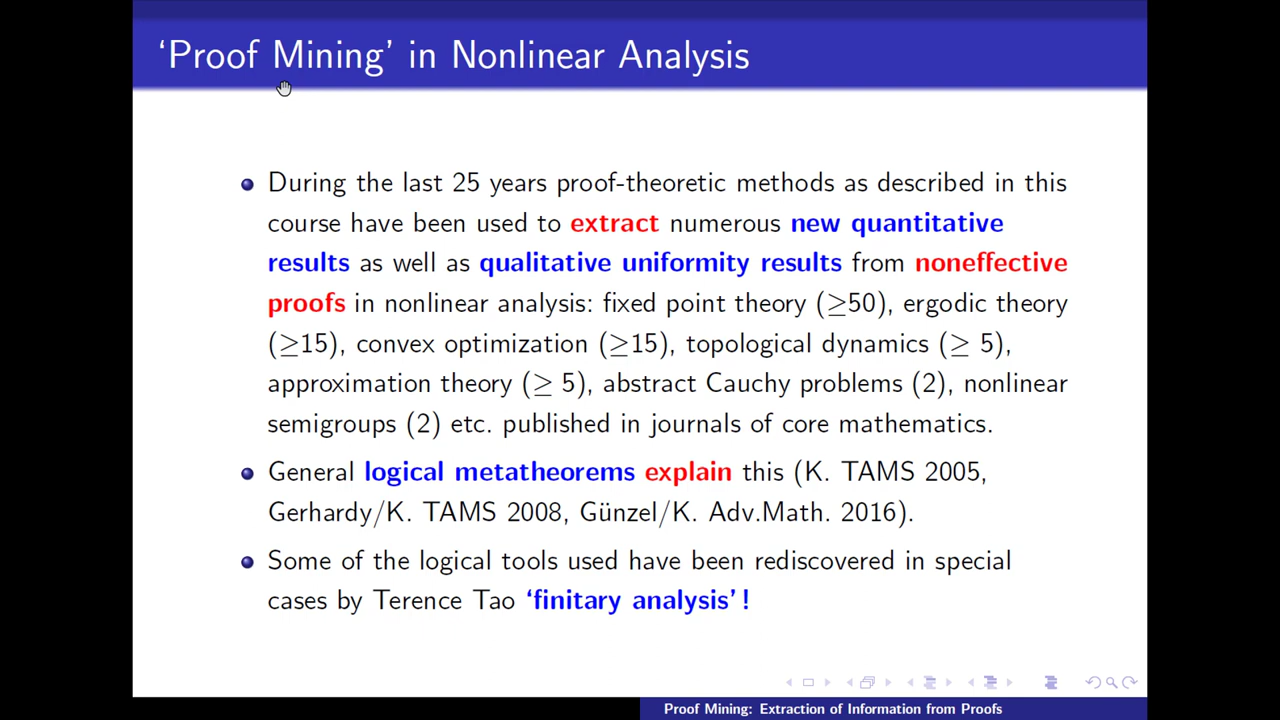 ‘Proof Mining’ in Nonlinear Analysis
During the last 25 years proof-theoretic methods as described in this
course have been used to extract numerous new quantitative
results as well as qualitative uniformity results from noneffective
proofs in nonlinear analysis: fixed point theory (≥50), ergodic theory
(≥15), convex optimization (≥15), topological dynamics (≥ 5),
approximation theory (≥ 5), abstract Cauchy problems (2), nonlinear
semigroups (2) etc. published in journals of core mathematics.
General logical metatheorems explain this (K. TAMS 2005,
Gerhardy/K. TAMS 2008, Günzel/K. Adv.Math. 2016).
Some of the logical tools used have been rediscovered in special
cases by Terence Tao ‘finitary analysis’!
Proof Mining: Extraction of Information from Proofs